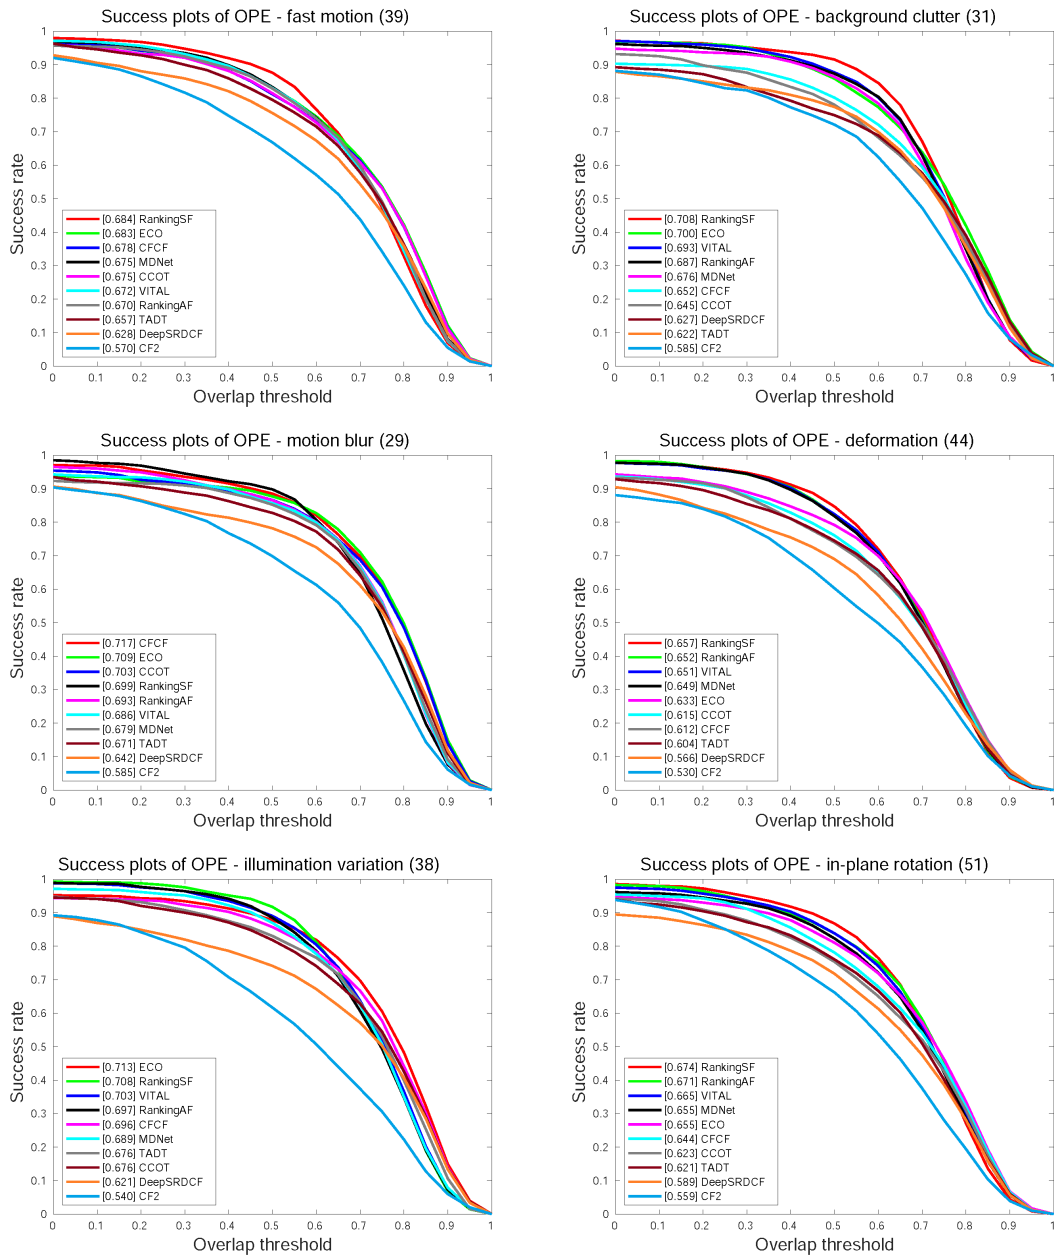 Success plots of OPE - fast motion (39)
1
0.9
0.8
0.7
0.6
0.5
0.4
0.3
0.2
0.1
0
Success rate
[0.684] RankingSF
[0.683] ECO
[0.678] CFCF
[0.675] MDNet
[0.675] CCOT
[0.672] VITAL
[0.670] RankingAF
[0.657] TADT
[0.628] DeepSRDCF
[0.570] CF2
0 0.1 0.2 0.3 0.4 0.5 0.6 0.7 0.8 0.9 1
Overlap threshold
Success plots of OPE - background clutter (31)
1
0.9
0.8
0.7
0.6
0.5
0.4
0.3
0.2
0.1
0
Success rate
[0.708] RankingSF
[0.700] ECO
[0.693] VITAL
[0.687] RankingAF
[0.676] MDNet
[0.652] CFCF
[0.645] CCOT
[0.627] DeepSRDCF
[0.622] TADT
[0.585] CF2
0 0.1 0.2 0.3 0.4 0.5 0.6 0.7 0.8 0.9 1
Overlap threshold
Success plots of OPE - motion blur (29)
1
0.9
0.8
0.7
0.6
0.5
0.4
0.3
0.2
0.1
0
Success rate
[0.717] CFCF
[0.709] ECO
[0.703] CCOT
[0.699] RankingSF
[0.693] RankingAF
[0.686] VITAL
[0.679] MDNet
[0.671] TADT
[0.642] DeepSRDCF
[0.585] CF2
0 0.1 0.2 0.3 0.4 0.5 0.6 0.7 0.8 0.9 1
Overlap threshold
Success plots of OPE - deformation (44)
1
0.9
0.8
0.7
0.6
0.5
0.4
0.3
0.2
0.1
0
Success rate
[0.657] RankingSF
[0.652] RankingAF
[0.651] VITAL
[0.649] MDNet
[0.633] ECO
[0.615] CCOT
[0.612] CFCF
[0.604] TADT
[0.566] DeepSRDCF
[0.530] CF2
0 0.1 0.2 0.3 0.4 0.5 0.6 0.7 0.8 0.9 1
Overlap threshold
Success plots of OPE - illumination variation (38)
1
0.9
0.8
0.7
0.6
0.5
0.4
0.3
0.2
0.1
0
Success rate
[0.713] ECO
[0.708] RankingSF
[0.703] VITAL
[0.697] RankingAF
[0.696] CFCF
[0.689] MDNet
[0.676] TADT
[0.676] CCOT
[0.621] DeepSRDCF
[0.540] CF2
0 0.1 0.2 0.3 0.4 0.5 0.6 0.7 0.8 0.9 1
Overlap threshold
Success plots of OPE - in-plane rotation (51)
1
0.9
0.8
0.7
0.6
0.5
0.4
0.3
0.2
0.1
0
Success rate
[0.674] RankingSF
[0.671] RankingAF
[0.665] VITAL
[0.655] MDNet
[0.655] ECO
[0.644] CFCF
[0.623] CCOT
[0.621] TADT
[0.589] DeepSRDCF
[0.559] CF2
0 0.1 0.2 0.3 0.4 0.5 0.6 0.7 0.8 0.9 1
Overlap threshold